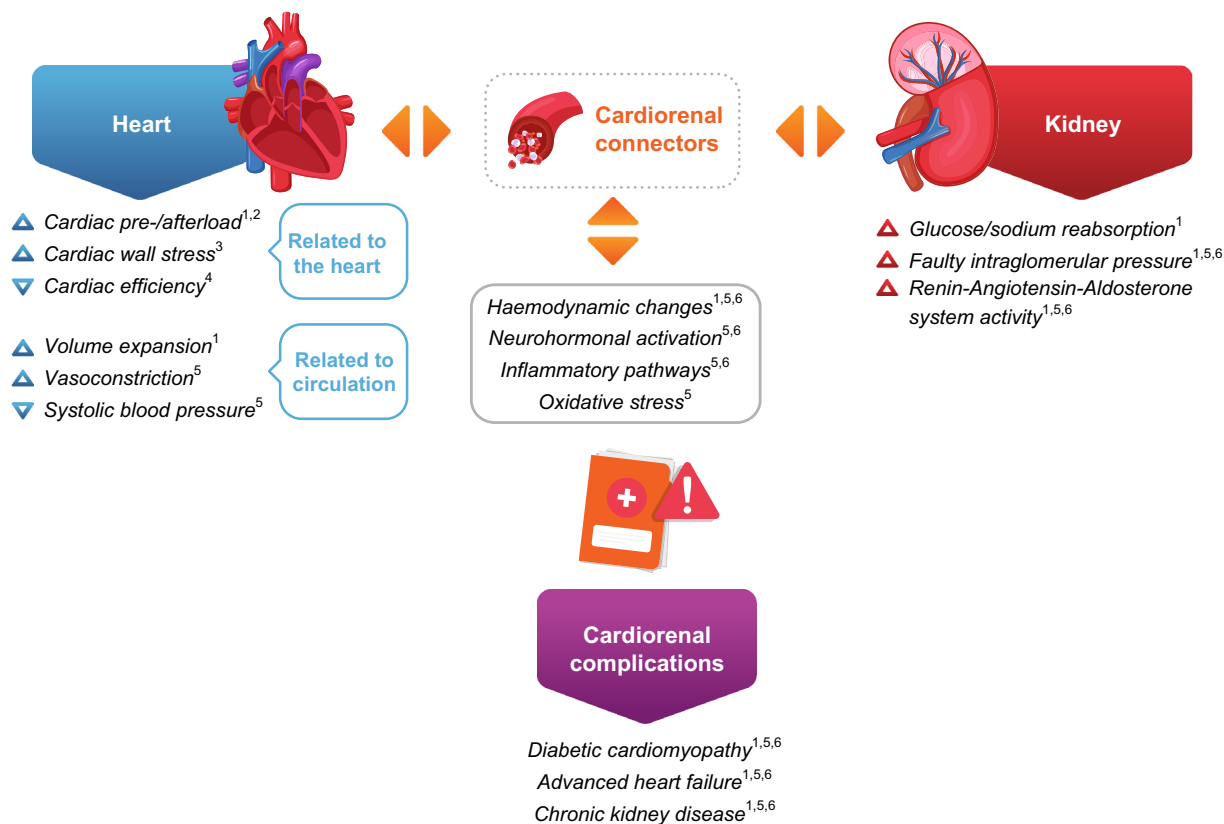 Heart
Cardiac pre-/afterload1,2
Cardiac wall stress3
Cardiac efficiency4
Related to
the heart
Volume expansion1
Vasoconstriction5
Systolic blood pressure5
Related to
circulation
Cardiorenal
connectors
Haemodynamic changes1,5,6
Neurohormonal activation5,6
Inflammatory pathways5,6
Oxidative stress5
Kidney
Glucose/sodium reabsorption1
Faulty intraglomerular pressure1,5,6
Renin-Angiotensin-Aldosterone
system activity1,5,6
Cardiorenal
complications
Diabetic cardiomyopathy1,5,6
Advanced heart failure1,5,6
Chronic kidney disease1,5,6